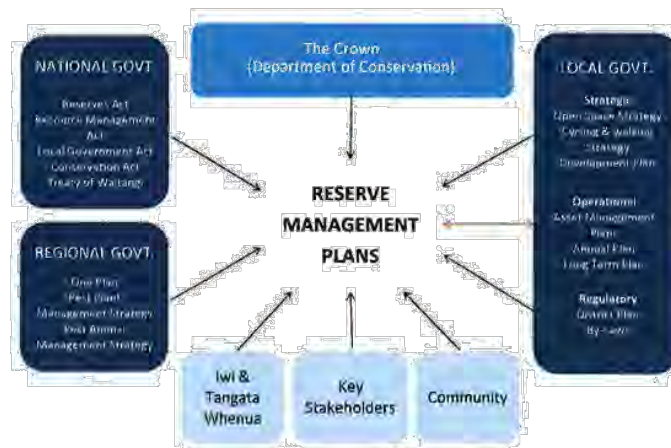 The Crown
(Department of Conservation)
NATIONAL GOVT
Reserves Act
Resource Management
Act
Local Government Act
Conservation Act
Treaty of Waitangi
REGIONAL GOVT.
One Plan
Pest Plant
Management Strategy
Pest Animal
Management Strategy
RESERVE
MANAGEMENT
PLANS
LOCAL GOVT.
Strategic
Open Space Strategy
Cycling & Walking
Strategy
Development Plan
Operational
Asset Management
Plans
Annual Plan
Long Term Plan
Regulatory
District Plan
By-Laws
Iwi &
Tangata
Whenua
Key
Stakeholders
Community